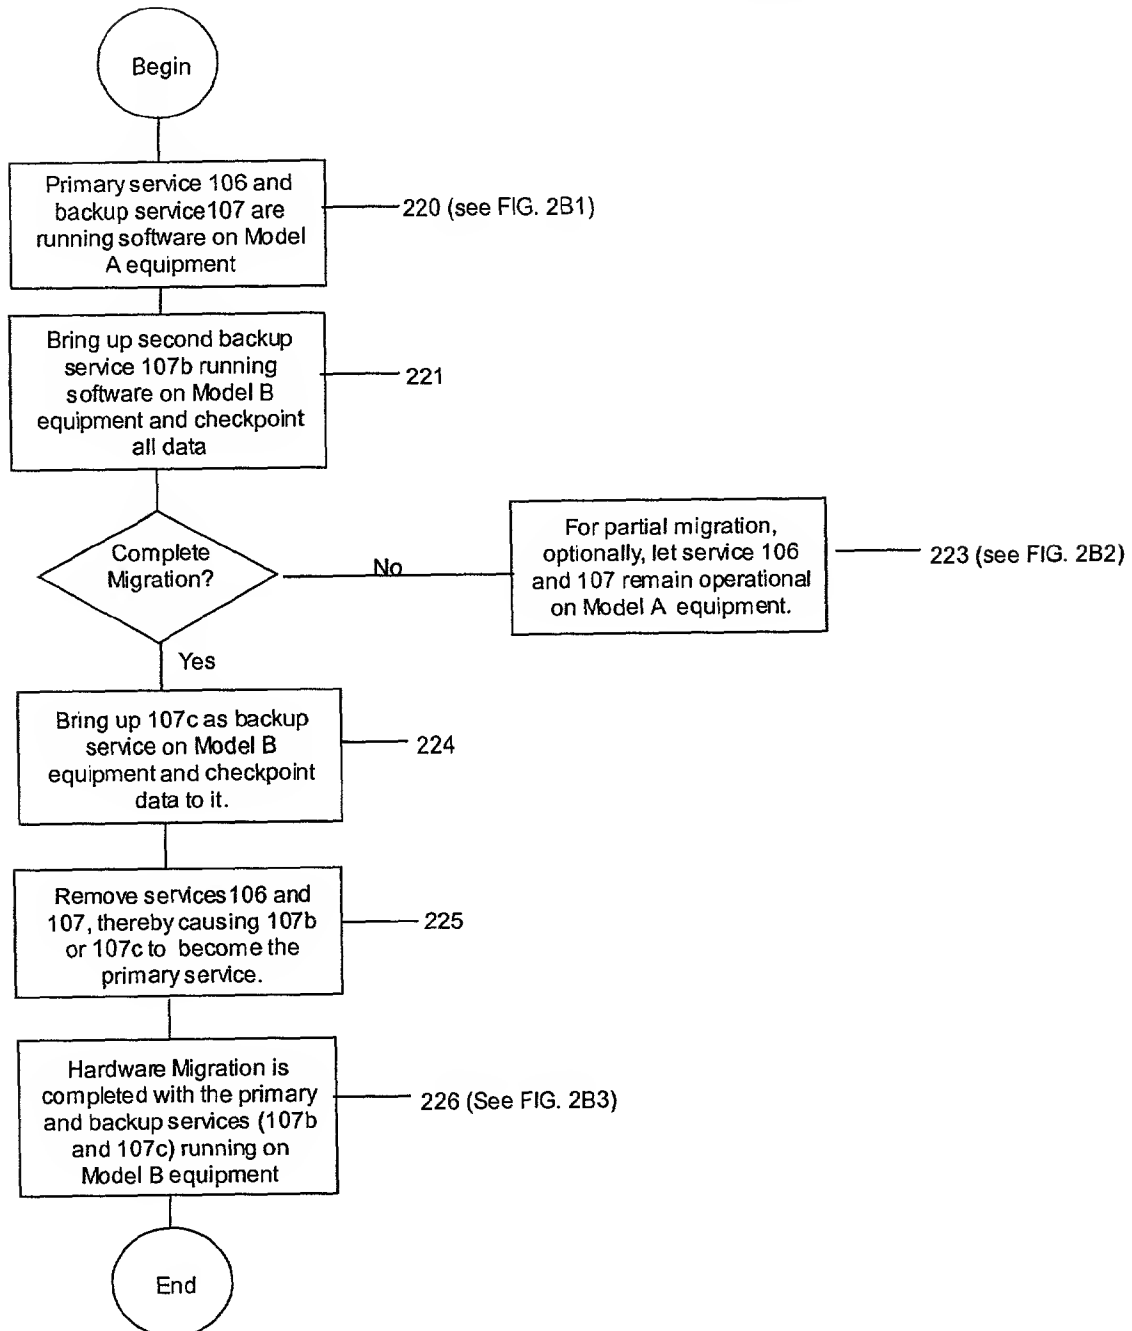 Begin
Primary service 106 and
backup service107 are
running software on Model
A equipment
220 (see FIG. 2B1)
Bring up second backup
service 107b running
software on Model B
equipment and checkpoint
all data
221
Complete
Migration?
No
For partial migration,
optionally, let service 106
and 107 remain operational
on Model A equipment.
223 (see FIG. 2B2)
Yes
Bring up 107c as backup
service on Model B
equipment and checkpoint
data to it.
224
Remove services106 and
107, thereby causing 107b
or 107c to become the
primary service.
225
Hardware Migration is
completed with the primary
and backup services (107b
and 107c) running on
Model B equipment
226 (See FIG. 2B3)
End